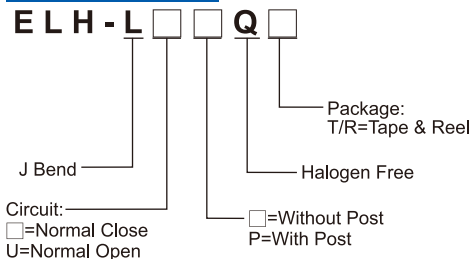 ELH-L□ □ Q□
Package:
T/R=Tape & Reel
J Bend
Halogen Free
Circuit:
□=Normal Close
U=Normal Open
□=Without Post
P=With Post